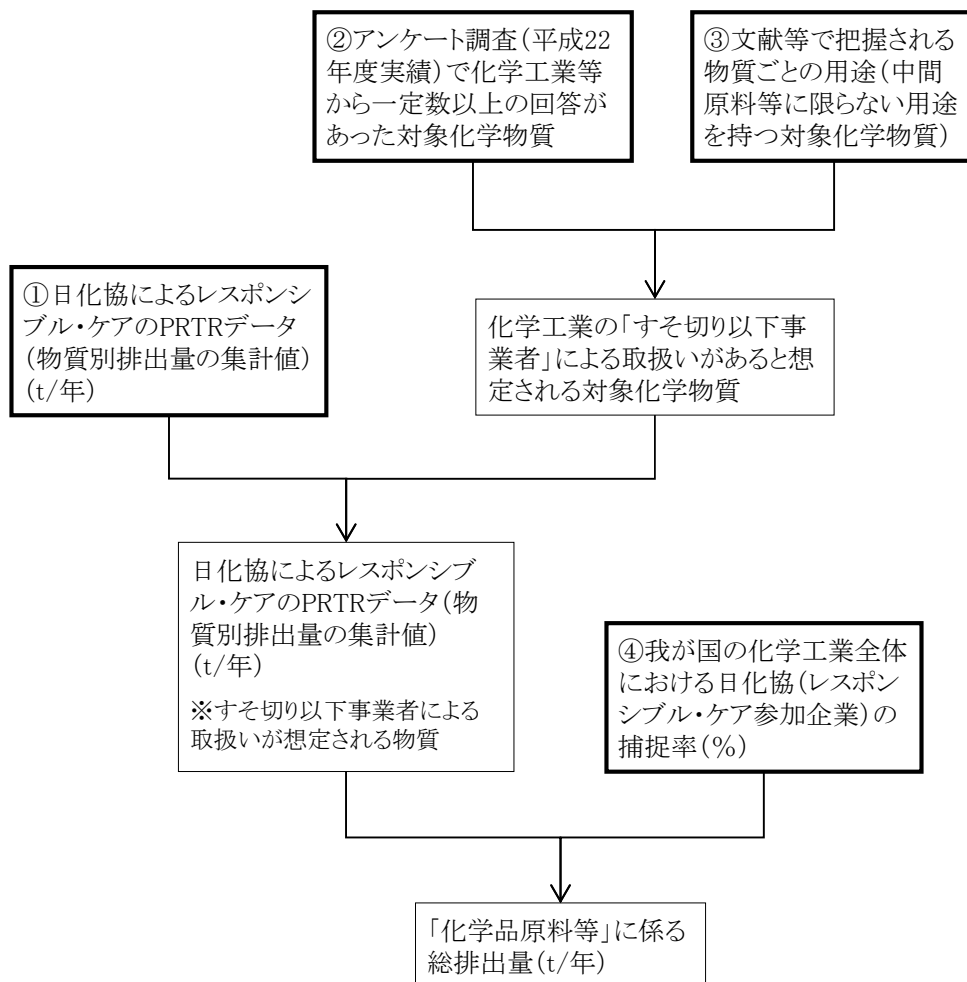 ②アンケート調査(平成22
年度実績)で化学工業等
から一定数以上の回答が
あった対象化学物質
③文献等で把握される
物質ごとの用途(中間
原料等に限らない用途
を持つ対象化学物質)
①日化協によるレスポンシ
ブル・ケアのPRTRデータ
(物質別排出量の集計値)
(t/年)
化学工業の「すそ切り以下事
業者」による取扱いがあると想
定される対象化学物質
日化協によるレスポンシブ
ル・ケアのPRTRデータ(物
質別排出量の集計値)
(t/年)
※すそ切り以下事業者による
取扱いが想定される物質
④我が国の化学工業全体
における日化協(レスポン
シブル・ケア参加企業)の
捕捉率(%)
「化学品原料等」に係る
総排出量(t/年)